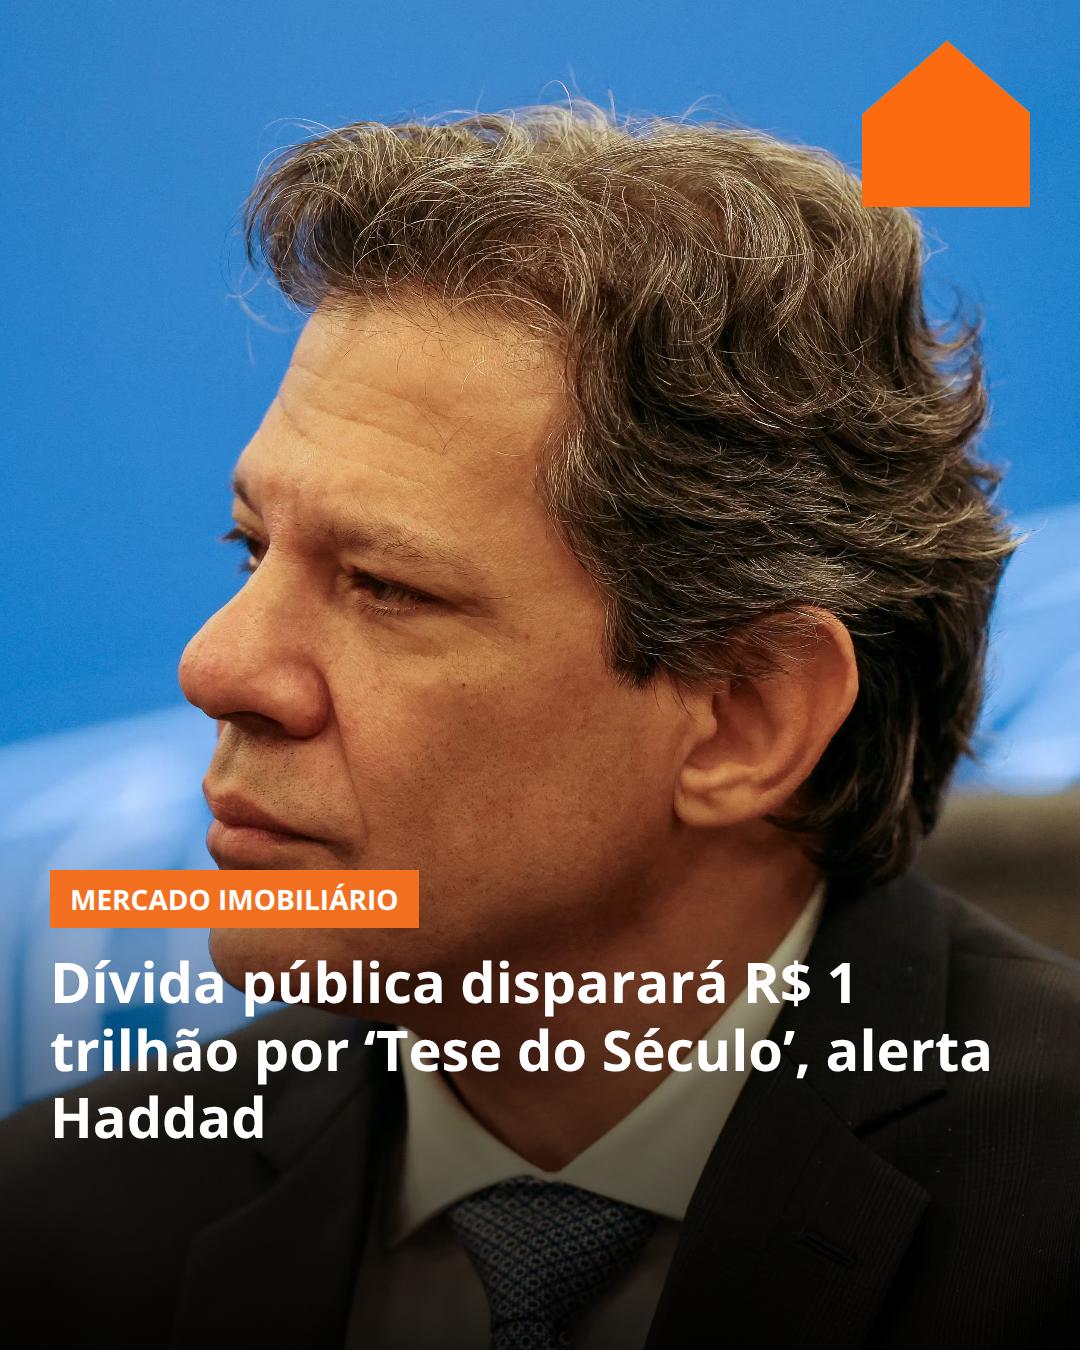 MERCADO IMOBILIÁRIO
Dívida pública disparará R$ 1
trilhão por ‘Tese do Século’, alerta
Haddad